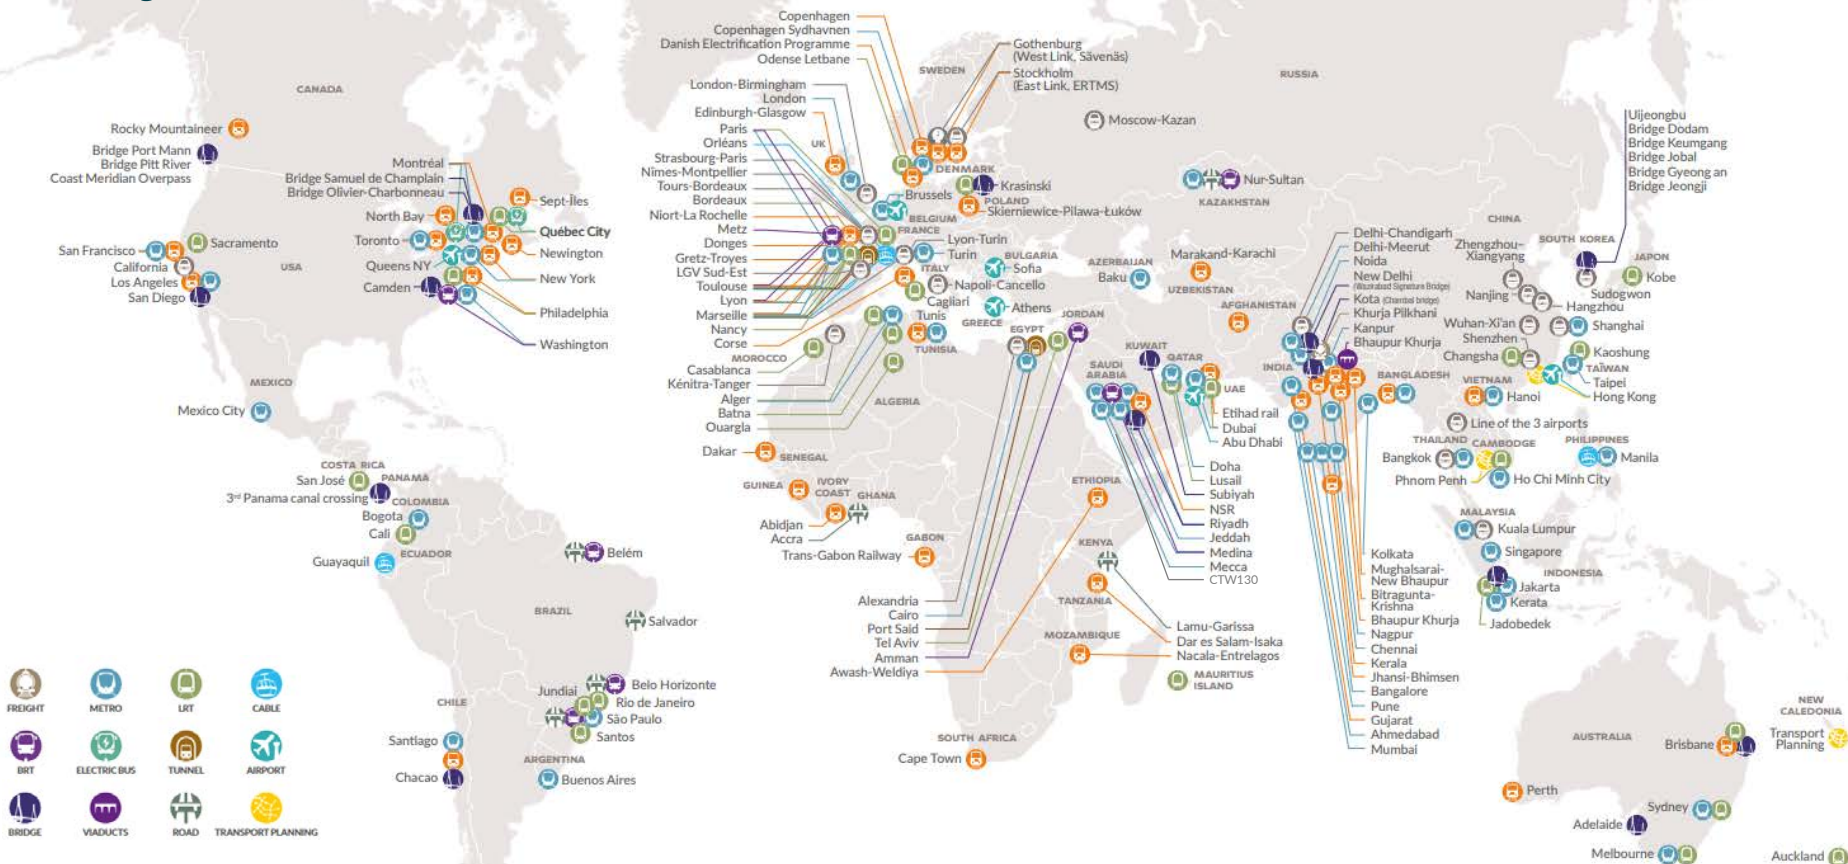 CANADA
Rocky Mountaineer
Bridge Port Mann
Bridge Pitt River
Coast Meridian Overpass
Montréal
Bridge Samuel de Champlain
Bridge Olivier-Charbonneau
Sept-Îles
North Bay
Québec City
Toronto
Newington
San Francisco
Sacramento
California
USA
Queens NY
New York
Los Angeles
San Diego
Camden
Philadelphia
Washington
MEXICO
Mexico City
COSTA RICA
San José
PANAMA
3rd Panama canal crossing
COLOMBIA
Bogota
Cali
ECUADOR
Guayaquil
Belém
BRAZIL
Salvador
Jundiai
Belo Horizonte
Rio de Janeiro
São Paulo
Santos
CHILE
Santiago
Chacao
ARGENTINA
Buenos Aires
FREIGHT
METRO
LRT
CABLE
BRT
ELECTRIC BUS
TUNNEL
AIRPORT
BRIDGE
VIADUCTS
ROAD
TRANSPORT PLANNING
Copenhagen
Copenhagen Sydhavnen
Danish Electrification Programme
Odense Letbane
London-Birmingham
London
Edinburgh-Glasgow
Paris
Orléans
Strasbourg-Paris
Nîmes-Montpellier
Tours-Bordeaux
Bordeaux
Niort-La Rochelle
Metz
Donges
Gretz-Troyes
LGV Sud-Est
Toulouse
Lyon
Marseille
Nancy
Corse
MOROCCO
Casablanca
Kénitra-Tanger
Alger
Batna
Ouargla
UK
SWEDEN
Gothenburg
(West Link, Sävenäs)
Stockholm
(East Link, ERTMS)
DENMARK
Krasinski
POLAND
Skierniewice-Pilawa-Łuków
Brussels
BELGIUM
FRANCE
Lyon-Turin
Turin
BULGARIA
Sofia
ITALY
Napoli-Cancello
Cagliari
Athens
GREECE
Tunis
TUNISIA
ALGERIA
EGYPT
JORDAN
RUSSIA
Moscow-Kazan
Nur-Sultan
KAZAKHSTAN
AZERBAIJAN
Baku
Marakand-Karachi
UZBEKISTAN
AFGHANISTAN
KUWAIT
SAUDI
ARABIA
QATAR
UAE
Etihad rail
Dubai
Abu Dhabi
Doha
Lusail
Subiyah
NSR
Riyadh
Jeddah
Medina
Mecca
CTW130
Dakar
SENEGAL
GUINEA
IVORY
COAST
GHANA
Abidjan
Accra
GABON
Trans-Gabon Railway
ETHIOPIA
KENYA
TANZANIA
MOZAMBIQUE
Alexandria
Cairo
Port Said
Tel Aviv
Amman
Awash-Weldiya
Lamu-Garissa
Dar es Salam-Isaka
Nacala-Entrelagos
MAURITIUS
ISLAND
SOUTH AFRICA
Cape Town
Delhi-Chandigarh
Delhi-Meerut
Noida
New Delhi
(Wazirabad Signature Bridge)
Kota (Chambal bridge)
Khurja Pilkhani
Kanpur
Bhaupur Khurja
INDIA
BANGLADESH
Kolkata
Mughalsarai-
New Bhaupur
Bitragunta-
Krishna
Bhaupur Khurja
Nagpur
Chennai
Kerala
Jhansi-Bhimsen
Bangalore
Pune
Gujarat
Ahmedabad
Mumbai
CHINA
Zhengzhou-
Xiangyang
Nanjing
Hangzhou
Wuhan-Xi'an
Shanghai
Shenzhen
Changsha
SOUTH KOREA
Uijeongbu
Bridge Dodam
Bridge Keumgang
Bridge Jobal
Bridge Gyeong an
Bridge Jeongji
Sudogwon
JAPON
Kobe
Kaoshung
TAÏWAN
Taipei
Hong Kong
VIETNAM
Hanoi
Line of the 3 airports
THAILAND
CAMBODGE
PHILIPPINES
Bangkok
Manila
Phnom Penh
Ho Chi Minh City
MALAYSIA
Kuala Lumpur
Singapore
INDONESIA
Jakarta
Kerata
Jadobedek
AUSTRALIA
NEW
CALEDONIA
Transport
Planning
Brisbane
Perth
Sydney
Adelaide
Melbourne
Auckland